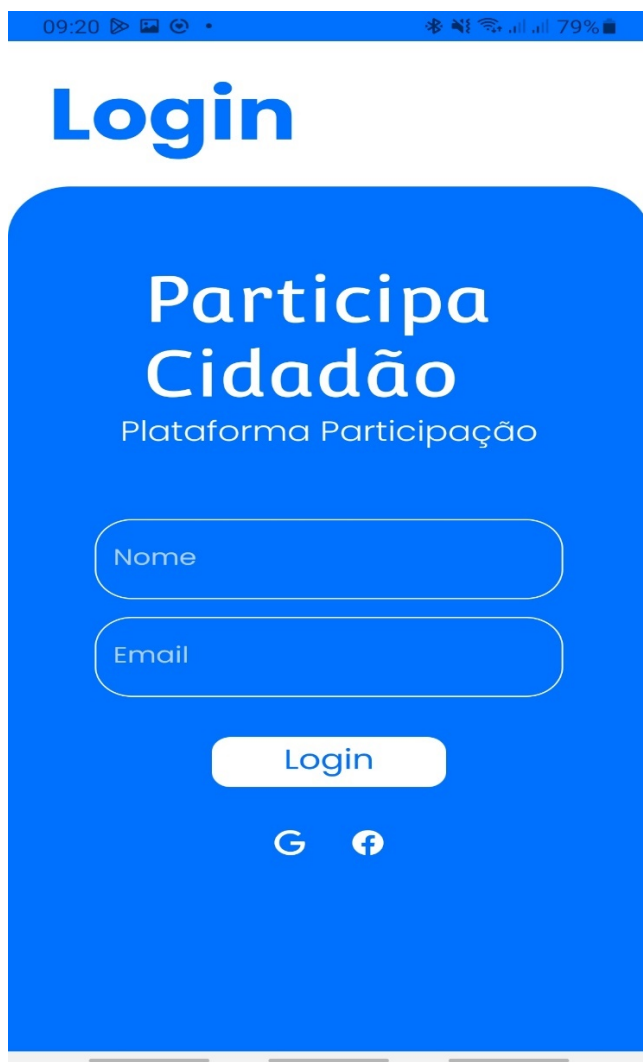 09:20 79%
Login
Participa
Cidadão
Plataforma Participação
Nome
Email
Login